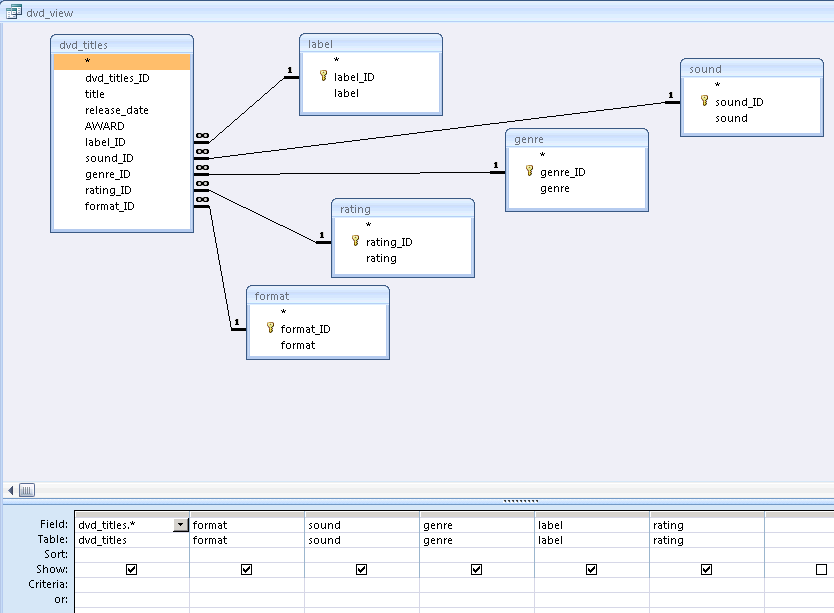 dvd_view
dvd_titles
*
dvd_titles_ID
title
release_date
AWARD
label_ID
sound_ID
genre_ID
rating_ID
format_ID
label
*
label_ID
label
sound
*
sound_ID
sound
genre
*
genre_ID
genre
rating
*
rating_ID
rating
format
*
format_ID
format
1
1
1
1
1
∞
∞
∞
∞
∞
Field: dvd_titles.* format sound genre label rating
Table: dvd_titles format sound genre label rating
Sort:
Show:
Criteria:
or: